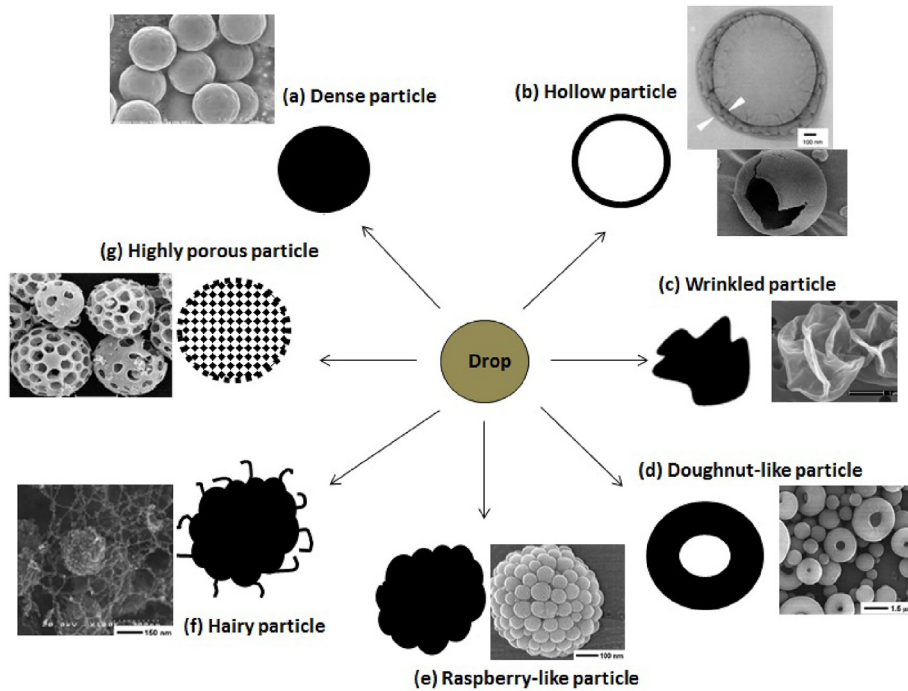 (a) Dense particle
(b) Hollow particle
100 nm
(g) Highly porous particle
(c) Wrinkled particle
Drop
(d) Doughnut-like particle
1.5 µm
150 nm
(f) Hairy particle
100 nm
(e) Raspberry-like particle